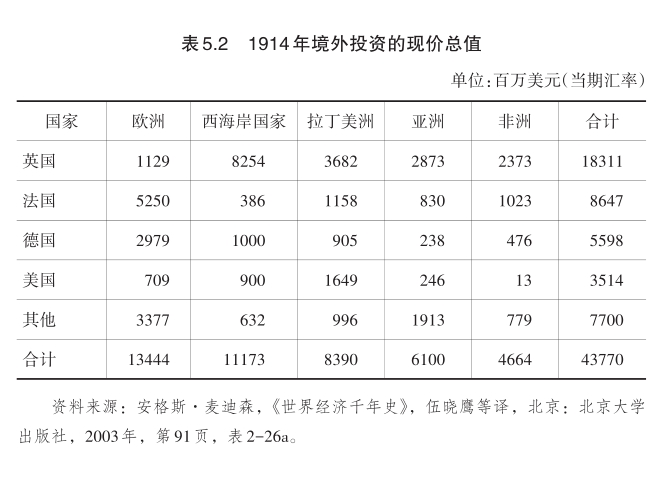 表5.2 1914年境外投资的现价总值
单位:百万美元(当期汇率)
国家 欧洲 西海岸国家 拉丁美洲 亚洲 非洲 合计
英国 1129 8254 3682 2873 2373 18311
法国 5250 386 1158 830 1023 8647
德国 2979 1000 905 238 476 5598
美国 709 900 1649 246 13 3514
其他 3377 632 996 1913 779 7700
合计 13444 11173 8390 6100 4664 43770
资料来源：安格斯·麦迪森，《世界经济千年史》，伍晓鹰等译，北京：北京大学
出版社，2003年，第91页，表2-26a。